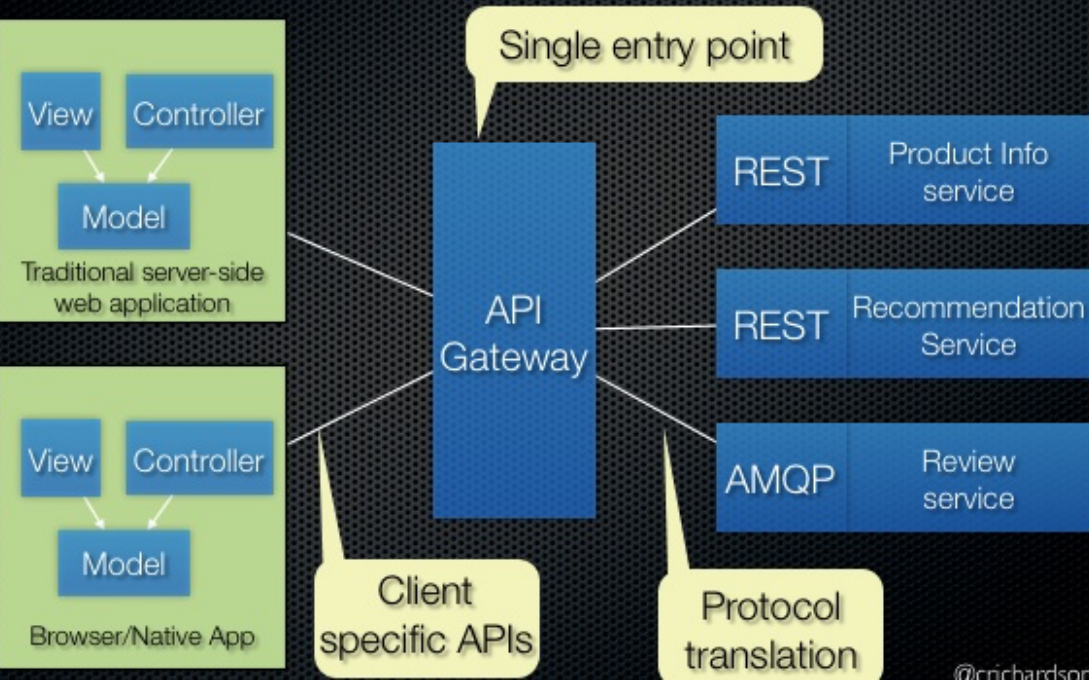 Single entry point
View
Controller
Model
Traditional server-side
web application
View
Controller
Model
Browser/Native App
API
Gateway
REST
Product Info
service
REST
Recommendation
Service
AMQP
Review
service
Client
specific APIs
Protocol
translation
@crichardson